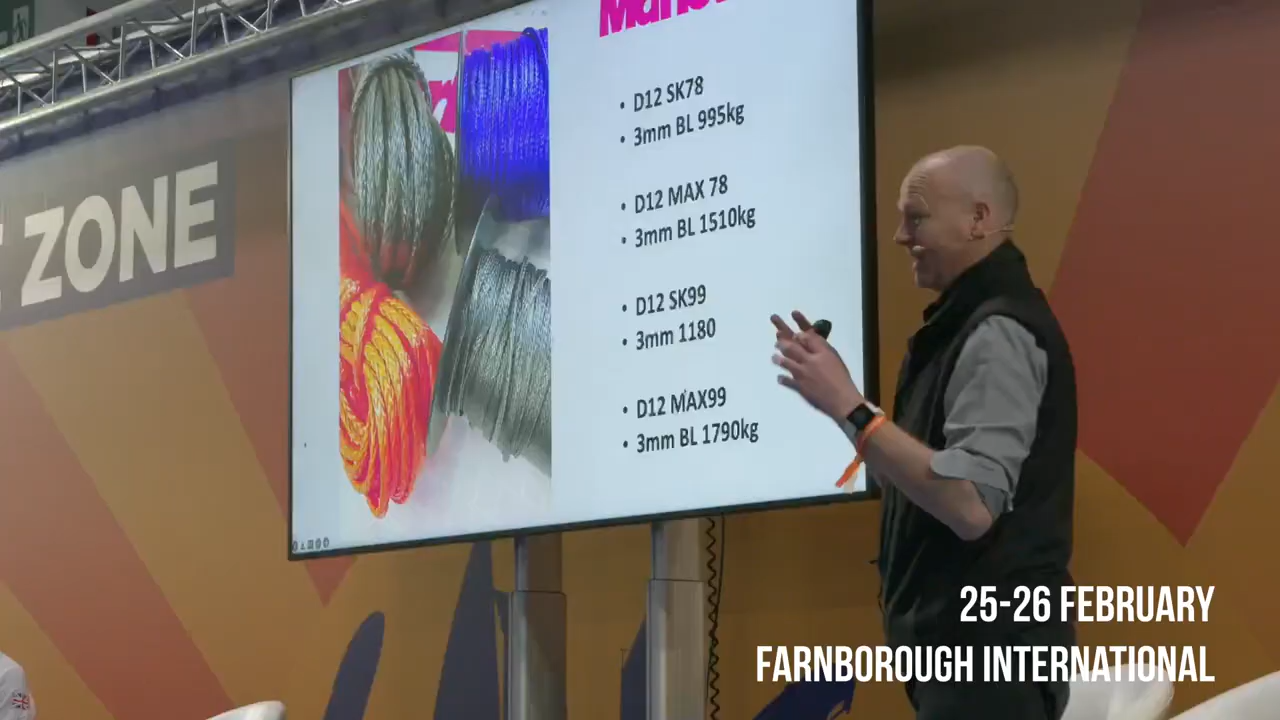 ZONE
• D12 SK78
• 3mm BL 995kg
• D12 MAX 78
• 3mm BL 1510kg
• D12 SK99
• 3mm 1180
• D12 MAX99
• 3mm BL 1790kg
25-26 FEBRUARY
FARNBOROUGH INTERNATIONAL